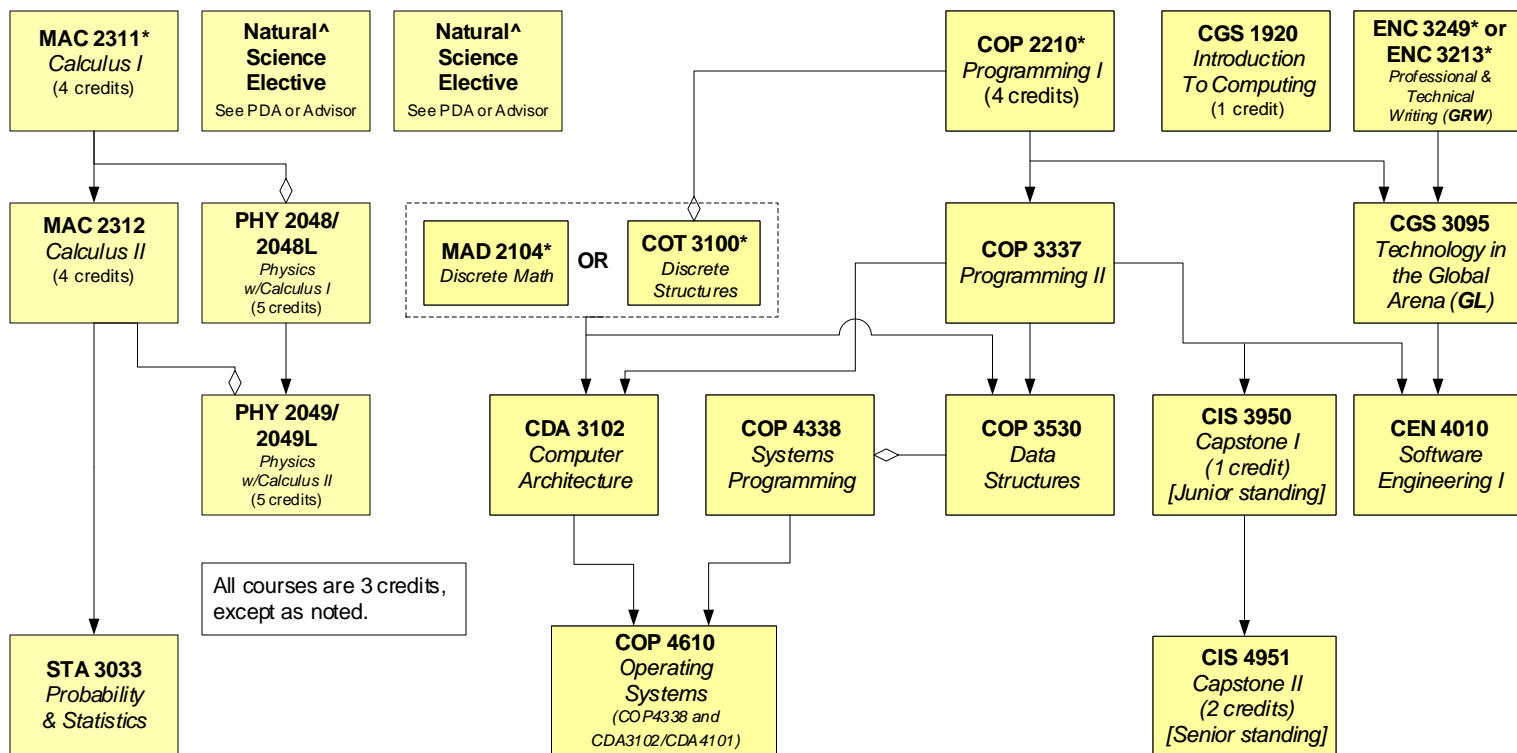 MAC 2311*
Calculus I
(4 credits)
Natural^
Science
Elective
See PDA or Advisor
Natural^
Science
Elective
See PDA or Advisor
COP 2210*
Programming I
(4 credits)
CGS 1920
Introduction
To Computing
(1 credit)
ENC 3249* or
ENC 3213*
Professional &
Technical
Writing (GRW)
MAC 2312
Calculus II
(4 credits)
PHY 2048/
2048L
Physics
w/Calculus I
(5 credits)
MAD 2104*
Discrete Math
OR
COT 3100*
Discrete
Structures
COP 3337
Programming II
CGS 3095
Technology in
the Global
Arena (GL)
PHY 2049/
2049L
Physics
w/Calculus II
(5 credits)
CDA 3102
Computer
Architecture
COP 4338
Systems
Programming
COP 3530
Data
Structures
CIS 3950
Capstone I
(1 credit)
[Junior standing]
CEN 4010
Software
Engineering I
All courses are 3 credits,
except as noted.
STA 3033
Probability
& Statistics
COP 4610
Operating
Systems
(COP4338 and
CDA3102/CDA4101)
CIS 4951
Capstone II
(2 credits)
[Senior standing]